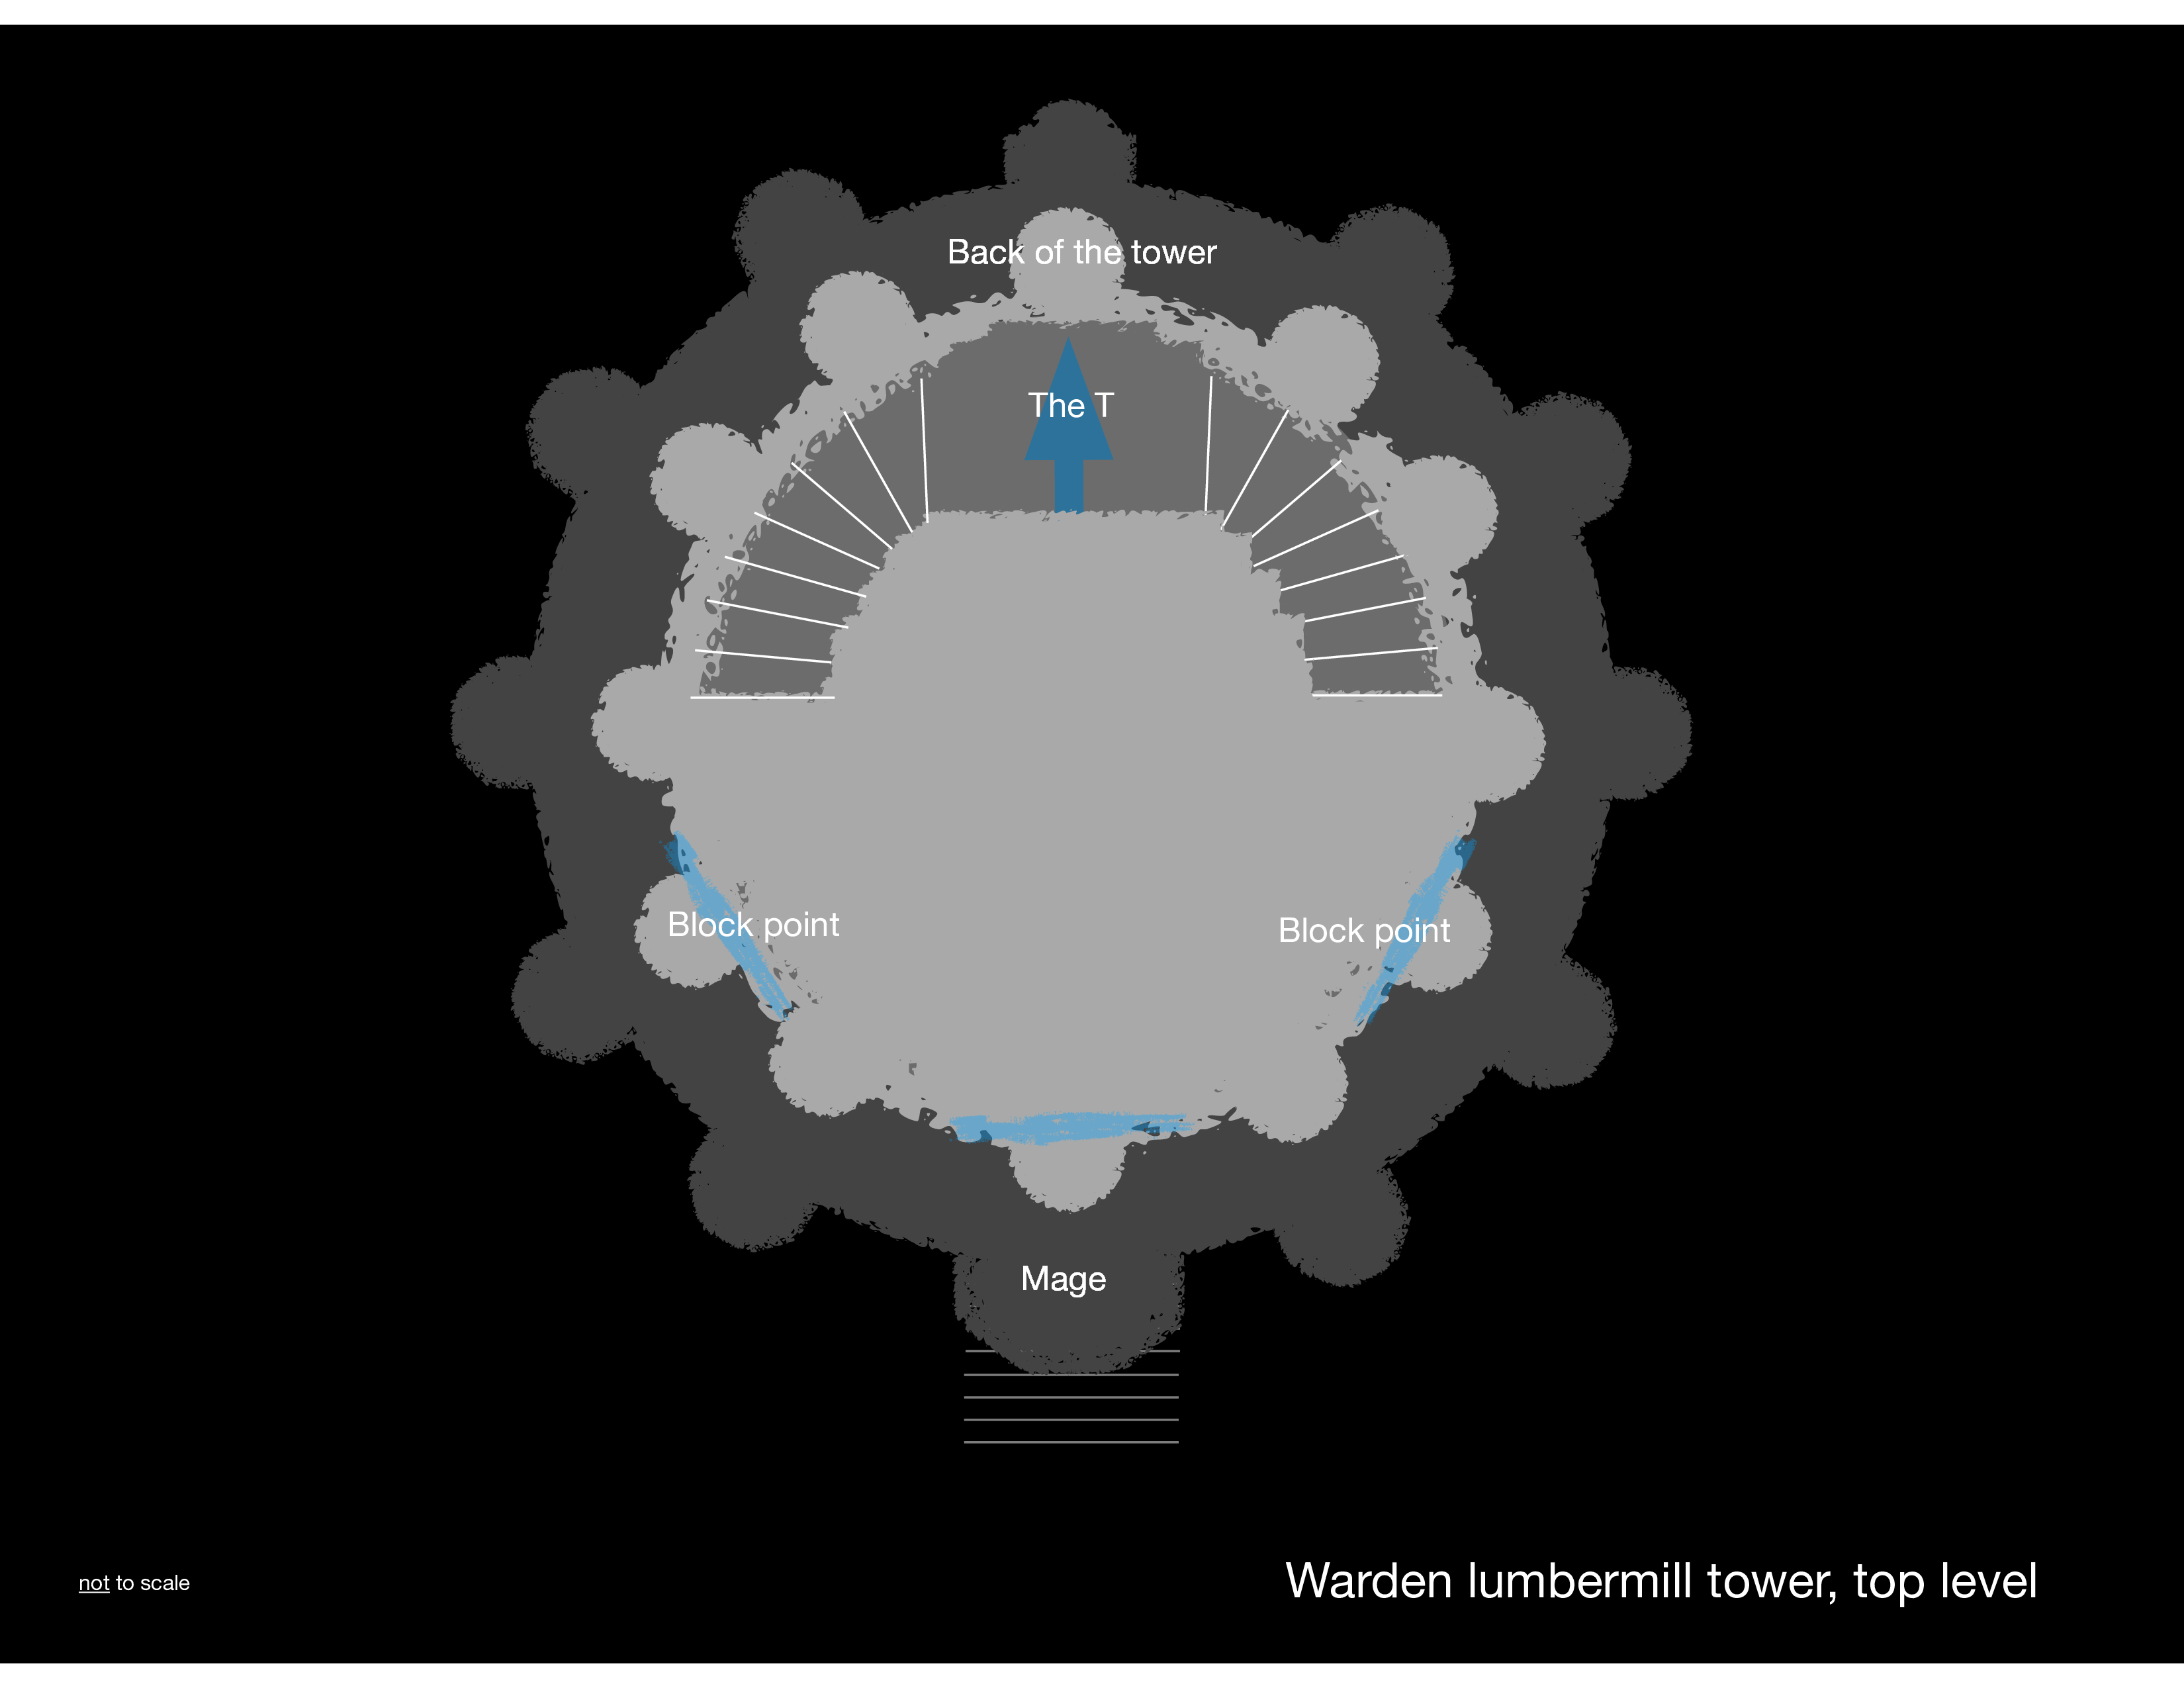 Back of the tower
The T
Block point
Block point
Mage
not to scale
Warden lumbermill tower, top level